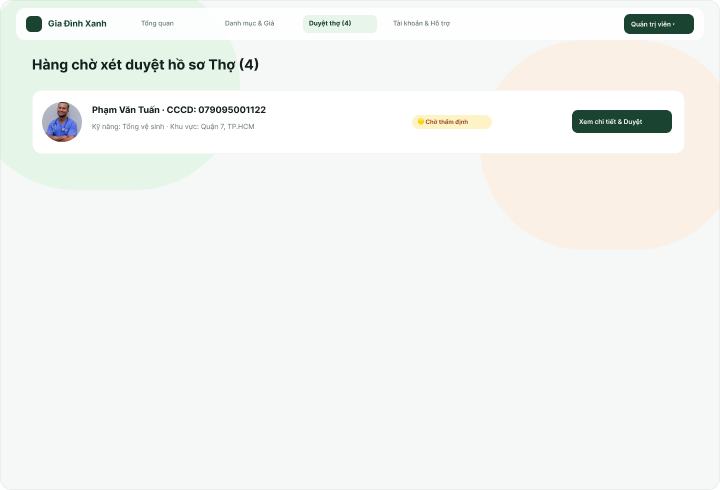 Gia Đình Xanh
Tổng quan
Danh mục & Giá
Duyệt thợ (4)
Tài khoản & Hỗ trợ
Quản trị viên
Hàng chờ xét duyệt hồ sơ Thợ (4)
Phạm Văn Tuấn · CCCD: 079095001122
Kỹ năng: Tổng vệ sinh · Khu vực: Quận 7, TP.HCM
Chờ thẩm định
Xem chi tiết & Duyệt